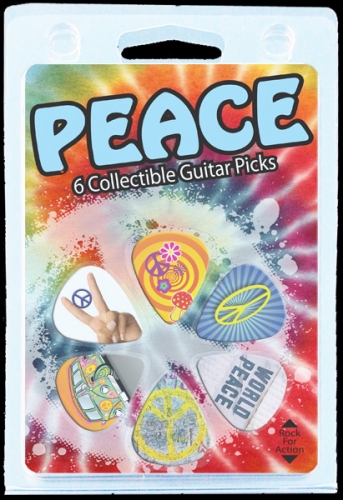 PEACE
6 Collectible Guitar Picks
WORLD
PEACE
Rock
For
Action